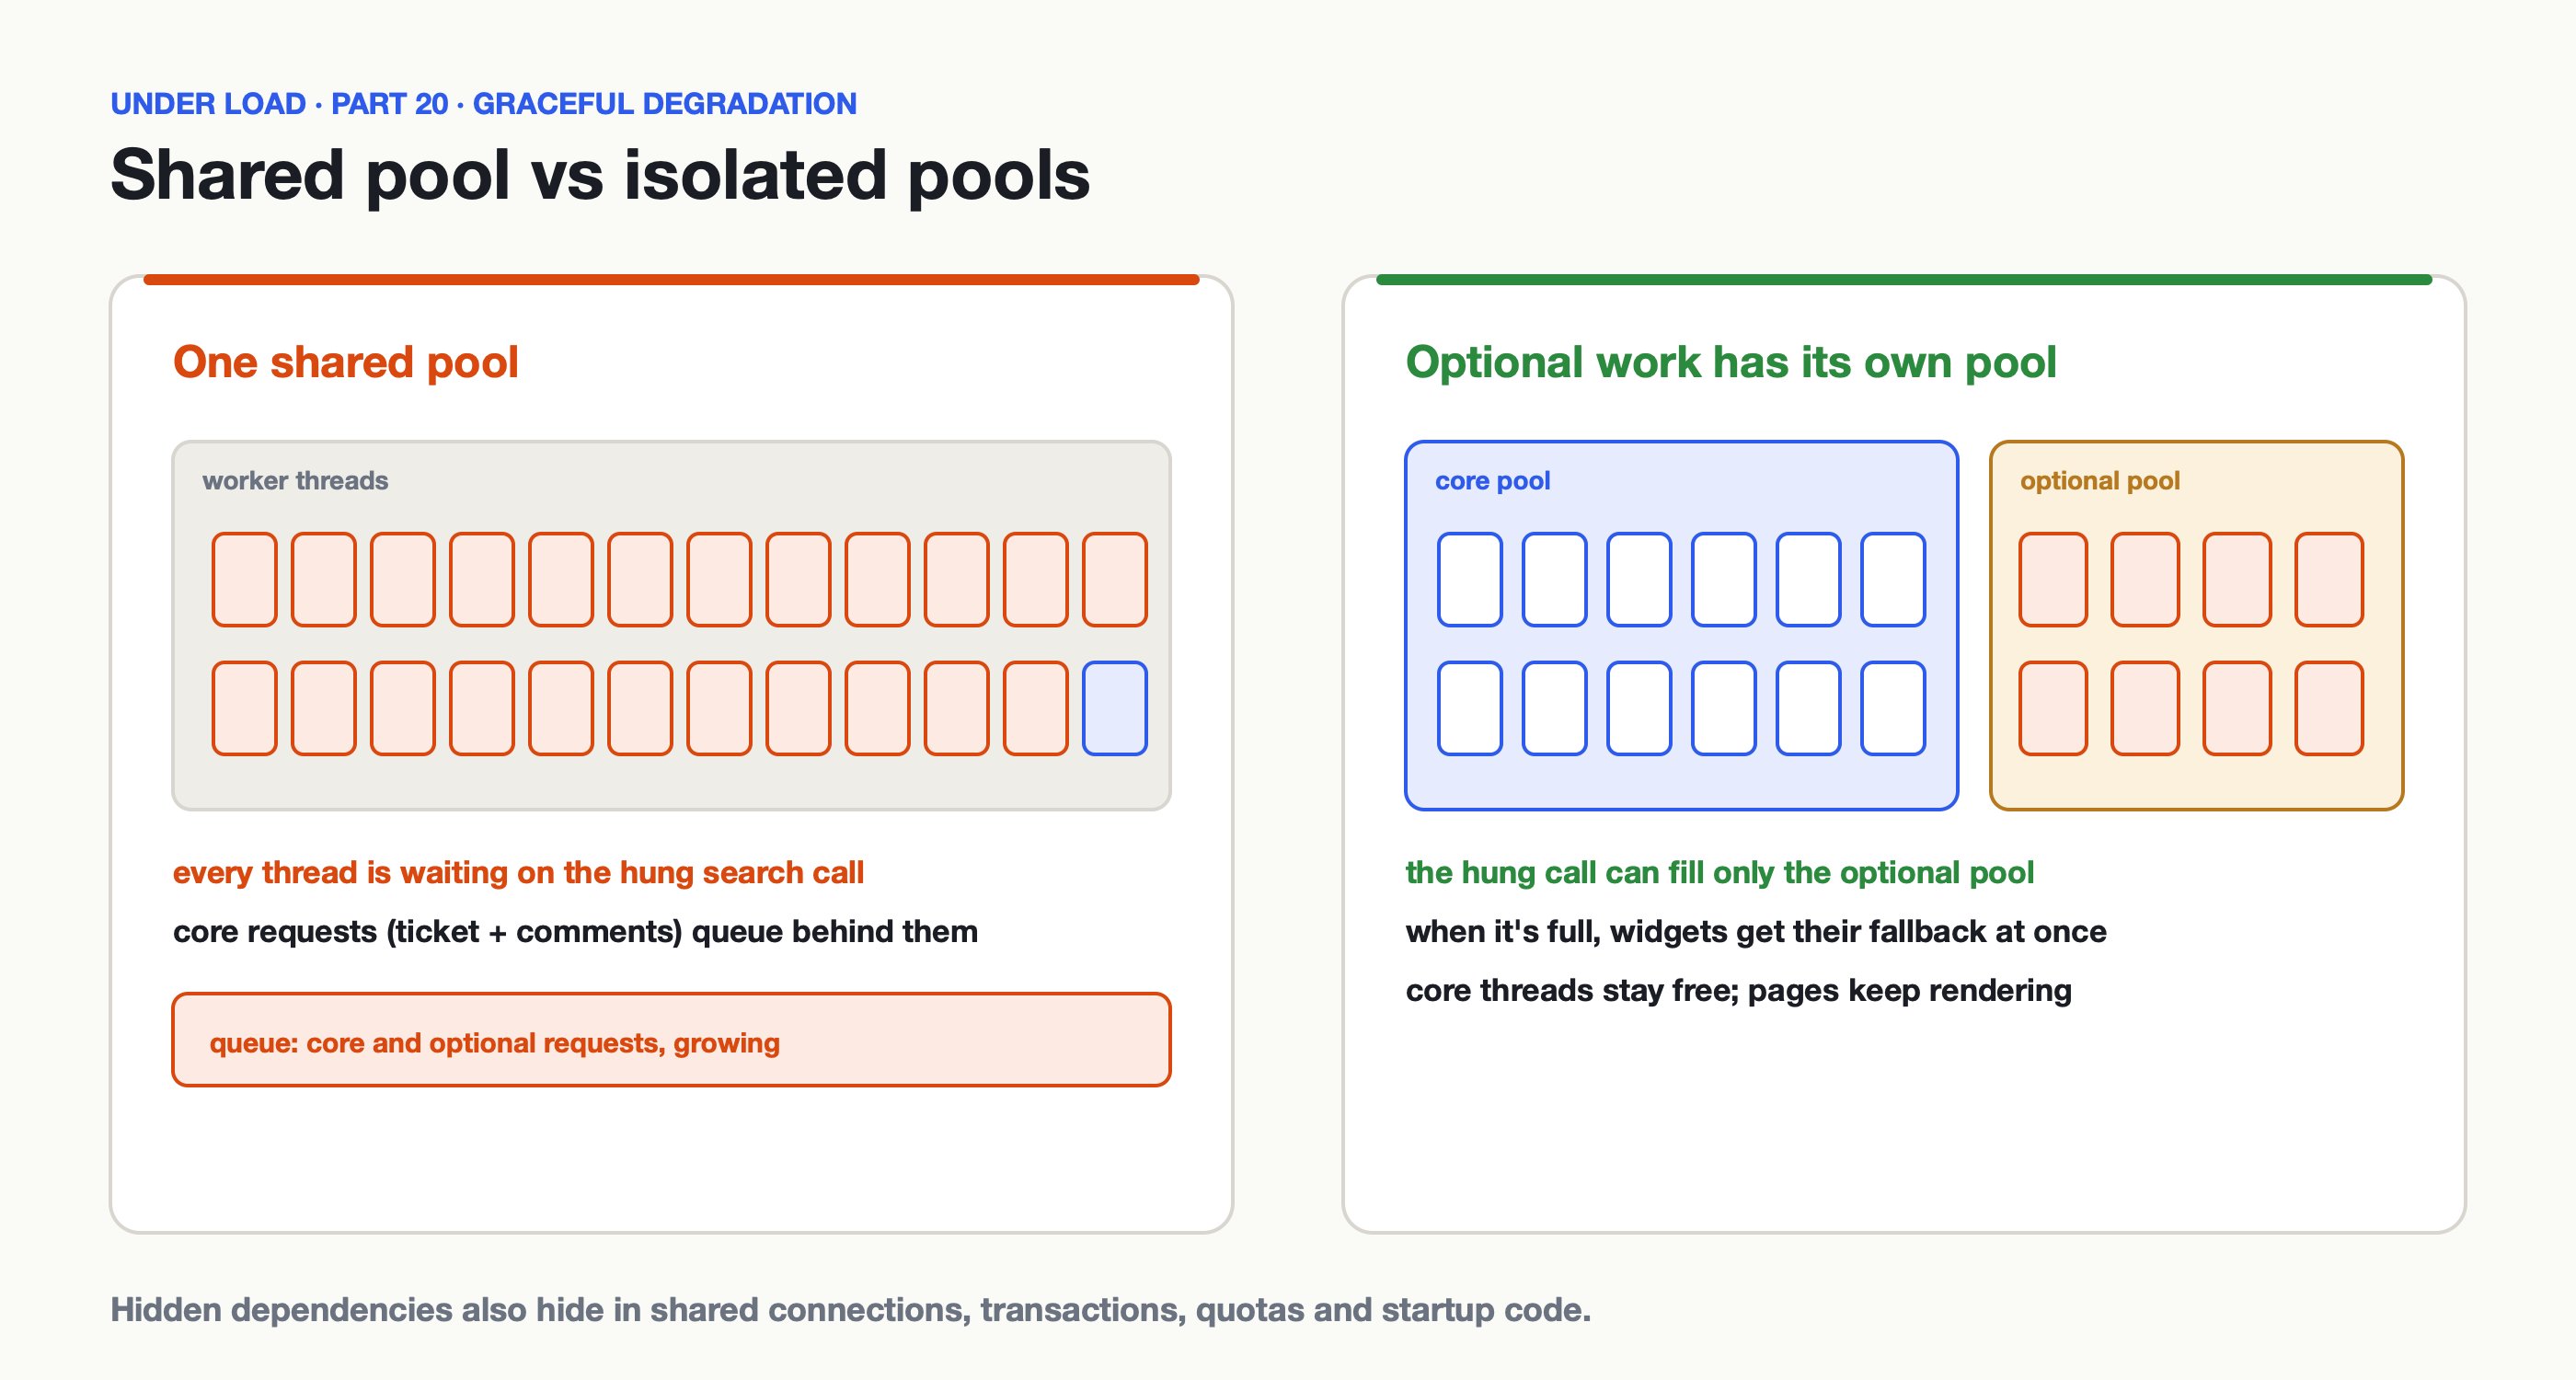 UNDER LOAD · PART 20 · GRACEFUL DEGRADATION
Shared pool vs isolated pools
One shared pool
worker threads
every thread is waiting on the hung search call
core requests (ticket + comments) queue behind them
queue: core and optional requests, growing
Optional work has its own pool
core pool
optional pool
the hung call can fill only the optional pool
when it's full, widgets get their fallback at once
core threads stay free; pages keep rendering
Hidden dependencies also hide in shared connections, transactions, quotas and startup code.